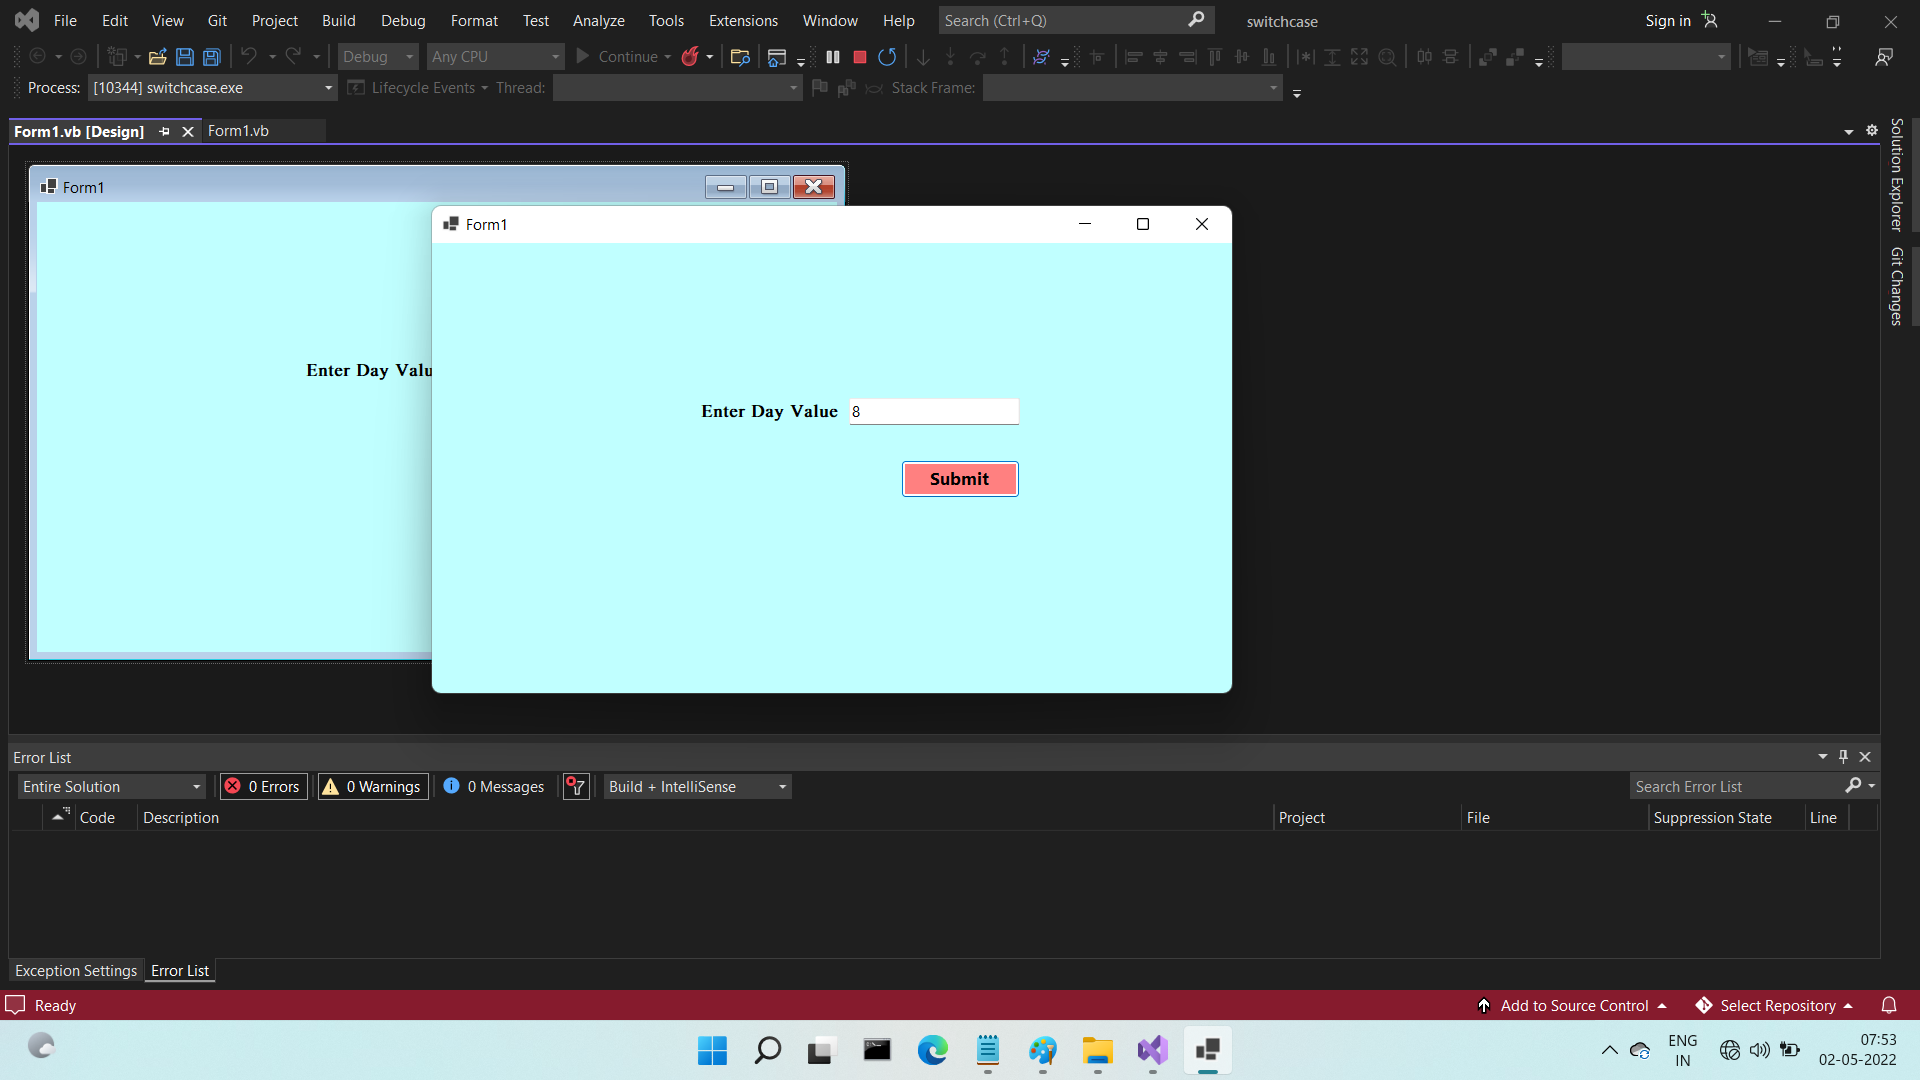 File Edit View Git Project Build Debug Format Test Analyze Tools Extensions Window Help Search (Ctrl+Q) switchcase Sign in
Debug Any CPU Continue
Process: [10344] switchcase.exe Lifecycle Events Thread: Stack Frame:
Form1.vb [Design] Form1.vb
Solution Explorer
Git Changes
Form1
Enter Day Valu
Form1
Enter Day Value 8
Submit
Error List
Entire Solution 0 Errors 0 Warnings 0 Messages Build + IntelliSense Search Error List
Code Description Project File Suppression State Line
Exception Settings Error List
Ready Add to Source Control Select Repository
ENG
IN
07:53
02-05-2022